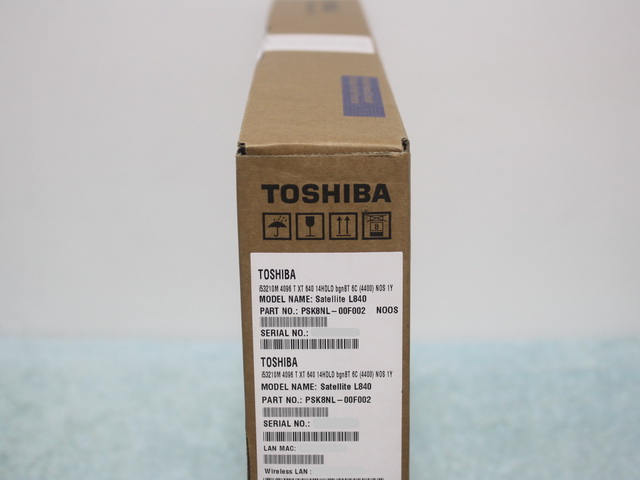 TOSHIBA
TOSHIBA
i53210M 4096 T XT 640 14HDLD bgnBT 6C (4400) NOS 1Y
MODEL NAME: Satellite L840
PART NO.: PSK8NL-00F002 NOOS
SERIAL NO.:
TOSHIBA
i53210M 4096 T XT 640 14HDLD bgnBT 6C (4400) NOS 1Y
MODEL NAME: Satellite L840
PART NO.: PSK8NL-00F002
SERIAL NO.:
LAN MAC:
Wireless LAN :